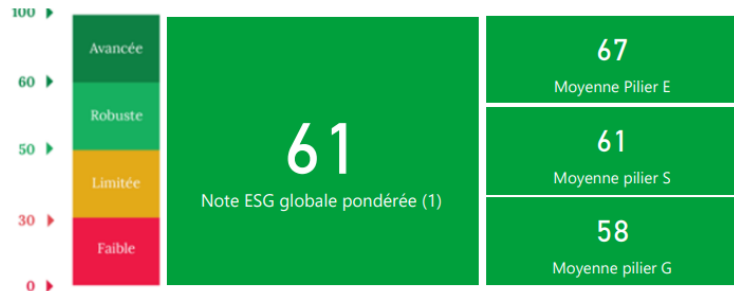 100
Avancée
60
Robuste
50
Limitée
30
Faible
0
61
Note ESG globale pondérée (1)
67
Moyenne Pilier E
61
Moyenne pilier S
58
Moyenne pilier G